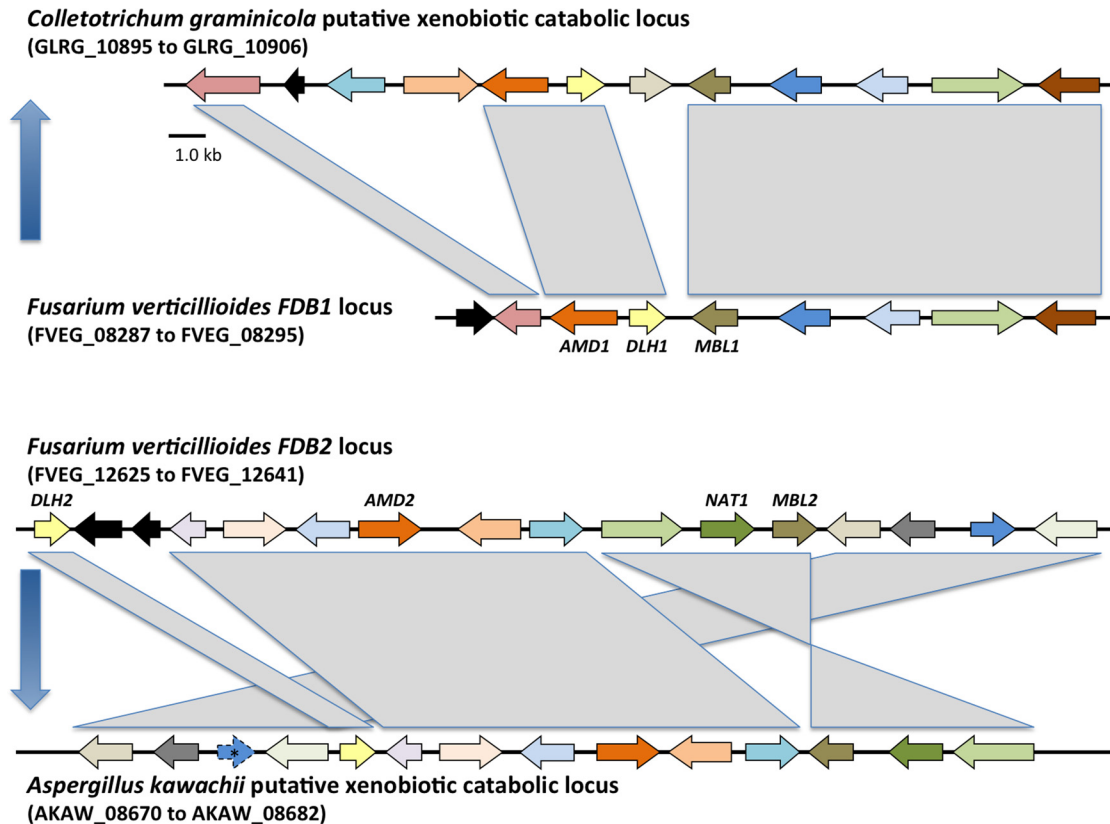 Colletotrichum graminicola putative xenobiotic catabolic locus
(GLRG_10895 to GLRG_10906)
1.0 kb
Fusarium verticillioides FDB1 locus
(FVEG_08287 to FVEG_08295)
AMD1 DLH1 MBL1
Fusarium verticillioides FDB2 locus
(FVEG_12625 to FVEG_12641)
DLH2 AMD2 NAT1 MBL2
*
Aspergillus kawachii putative xenobiotic catabolic locus
(AKAW_08670 to AKAW_08682)